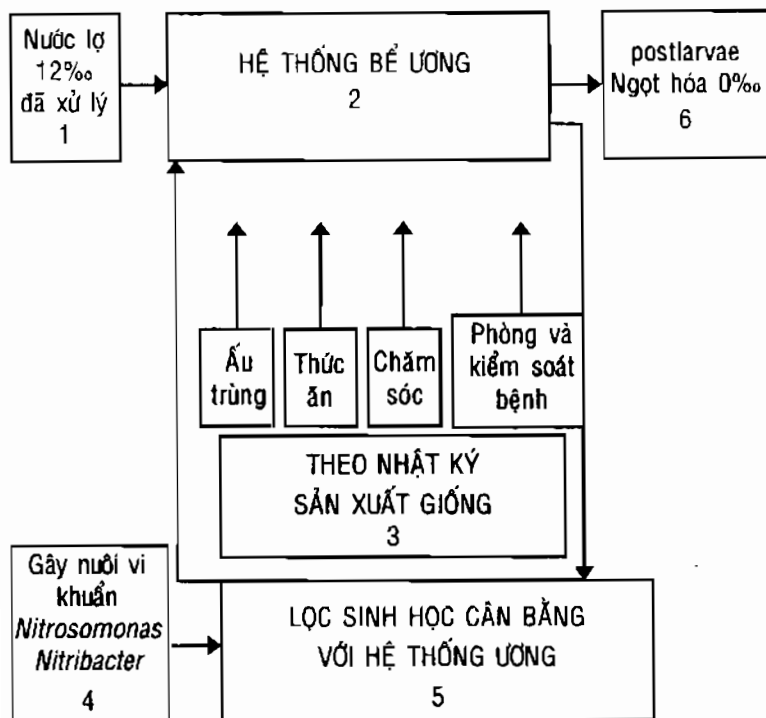 Nước lợ
12‰
đã xử lý
1
HỆ THỐNG BỂ ƯƠNG
2
postlarvae
Ngọt hóa 0‰
6
Ấu
trùng
Thức
ăn
Chăm
sóc
Phòng và
kiểm soát
bệnh
THEO NHẬT KÝ
SẢN XUẤT GIỐNG
3
Gây nuôi vi
khuẩn
Nitrosomonas
Nitribacter
4
LỌC SINH HỌC CÂN BẰNG
VỚI HỆ THỐNG ƯƠNG
5